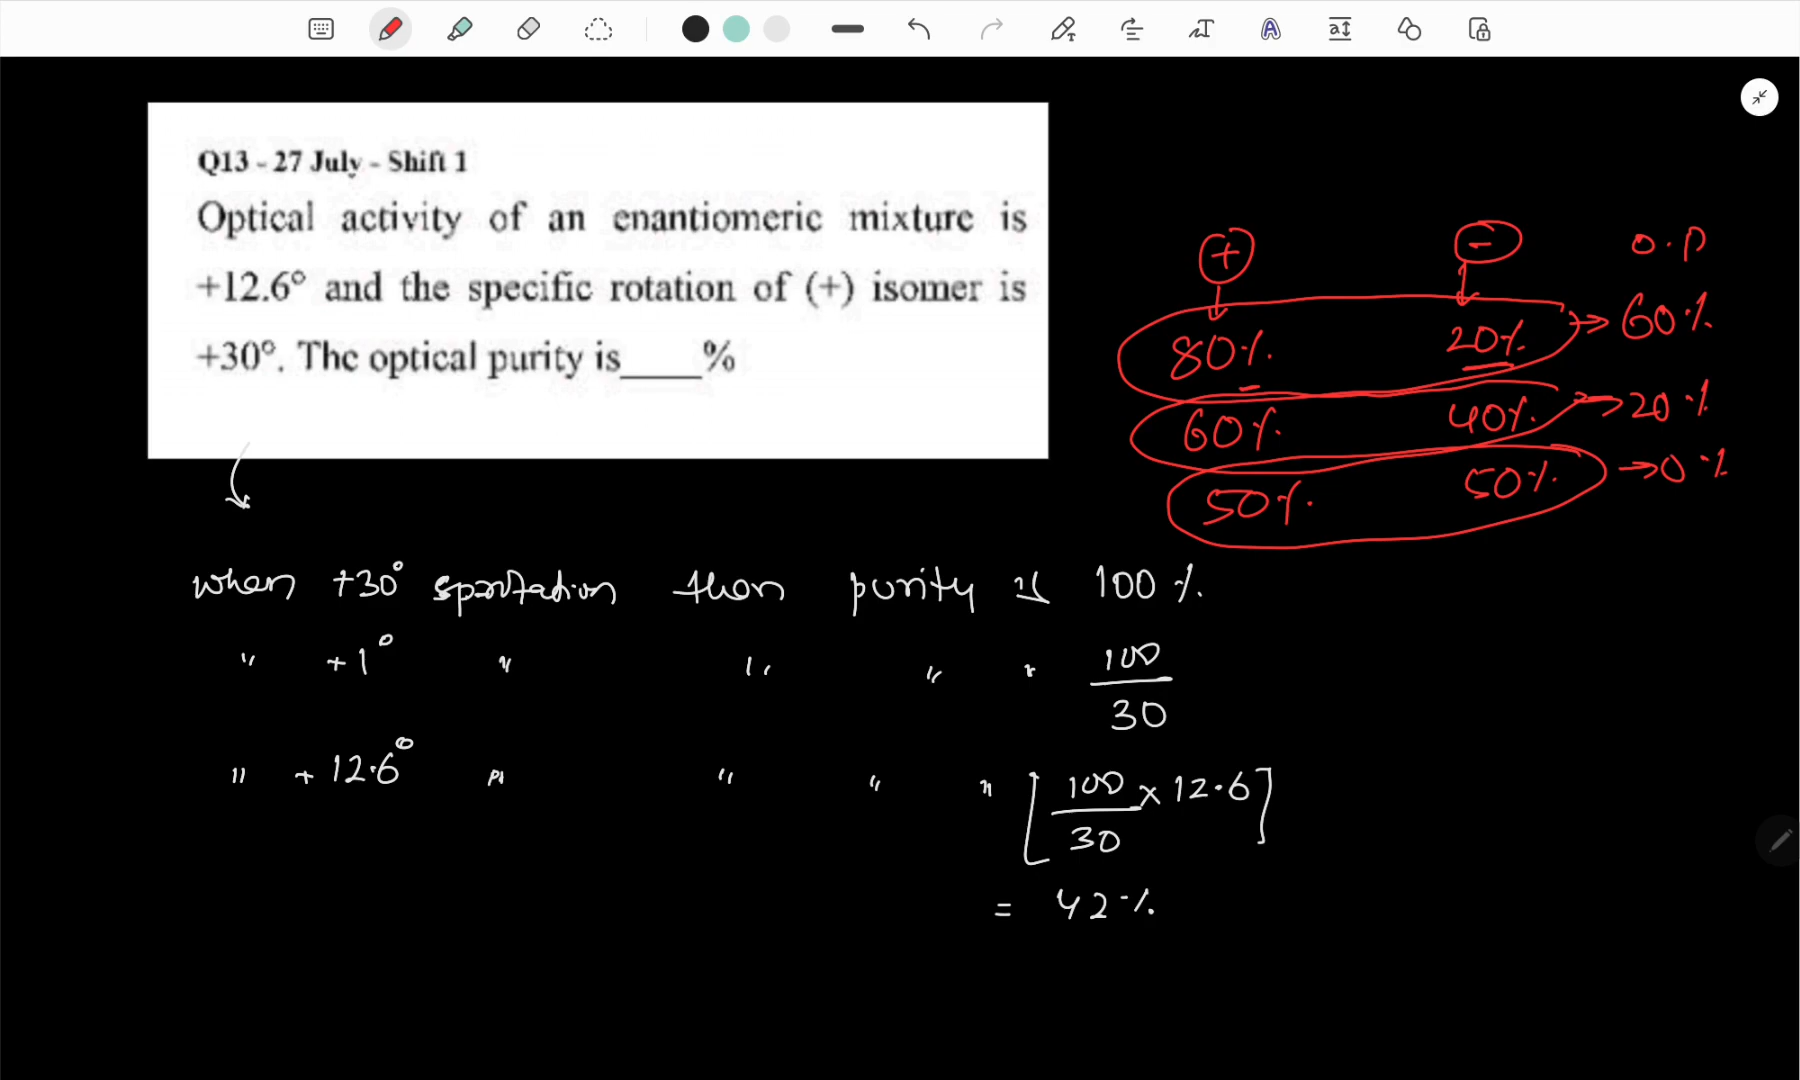 Q13 - 27 July - Shift 1
Optical activity of an enantiomeric mixture is
+12.6° and the specific rotation of (+) isomer is
+30°. The optical purity is____%
+ - O.P
80% 20% → 60%
60% 40% → 20%
50% 50% → 0%
when +30° then purity is 100 %
" +1° " " " " 100/30
" + 12.6° " " " " [100/30 × 12.6]
= 42%